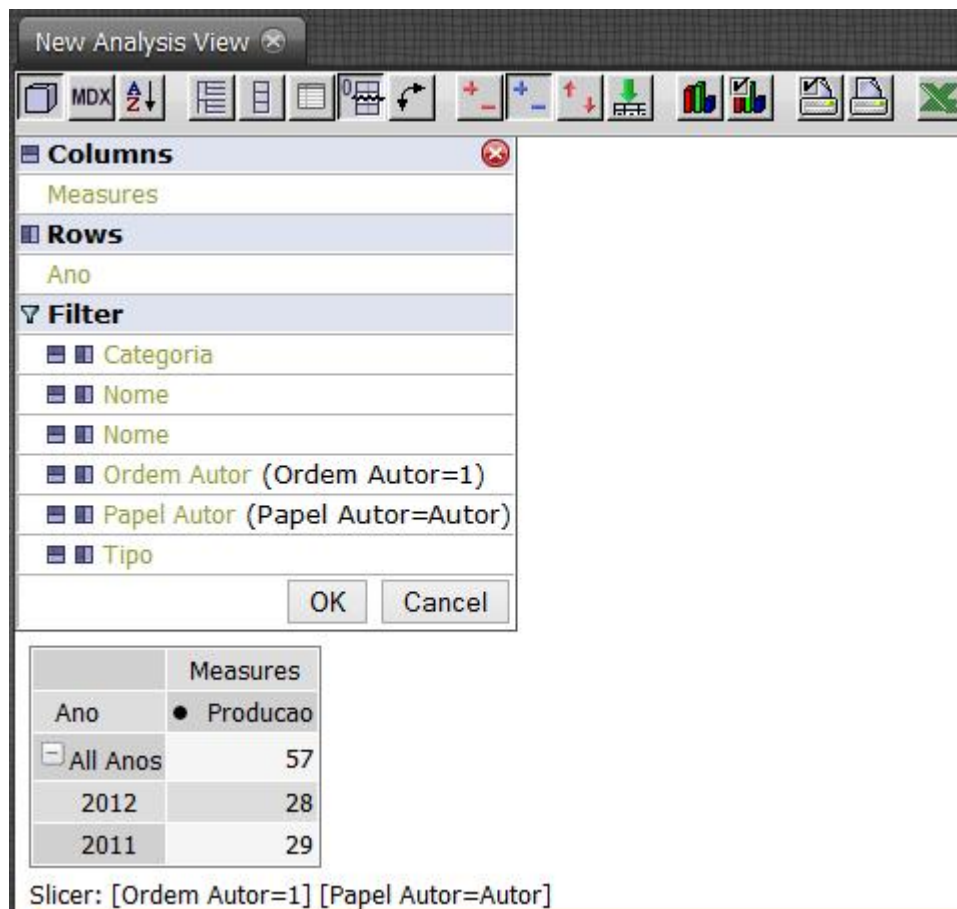 New Analysis View
MDX A Z
Columns
Measures
Rows
Ano
Filter
Categoria
Nome
Nome
Ordem Autor (Ordem Autor=1)
Papel Autor (Papel Autor=Autor)
Tipo
OK Cancel
Measures
Ano Producao
All Anos 57
2012 28
2011 29
Slicer: [Ordem Autor=1] [Papel Autor=Autor]